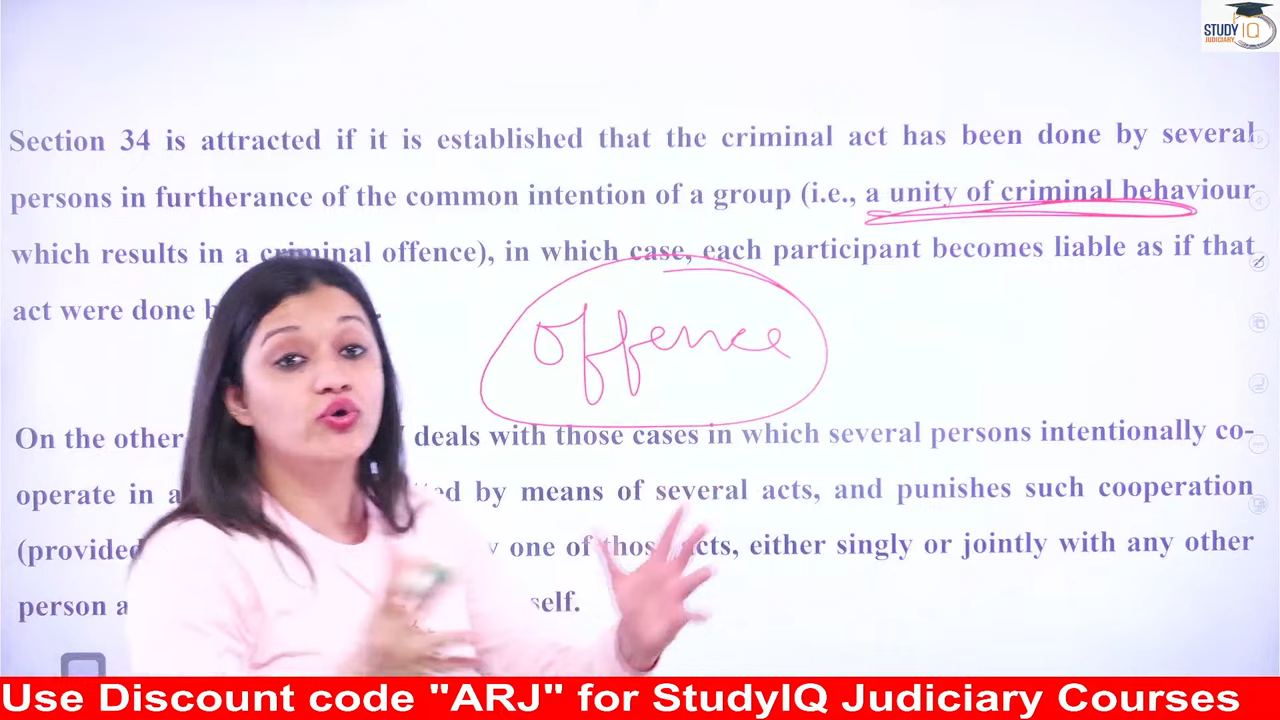 STUDY IQ
JUDICIARY
Section 34 is attracted if it is established that the criminal act has been done by several
persons in furtherance of the common intention of a group (i.e., a unity of criminal behaviour
which results in a criminal offence), in which case, each participant becomes liable as if that
act were done
offence
On the other deals with those cases in which several persons intentionally co-
operate in by means of several acts, and punishes such cooperation
(provided one of those acts, either singly or jointly with any other
person
Use Discount code "ARJ" for StudyIQ Judiciary Courses